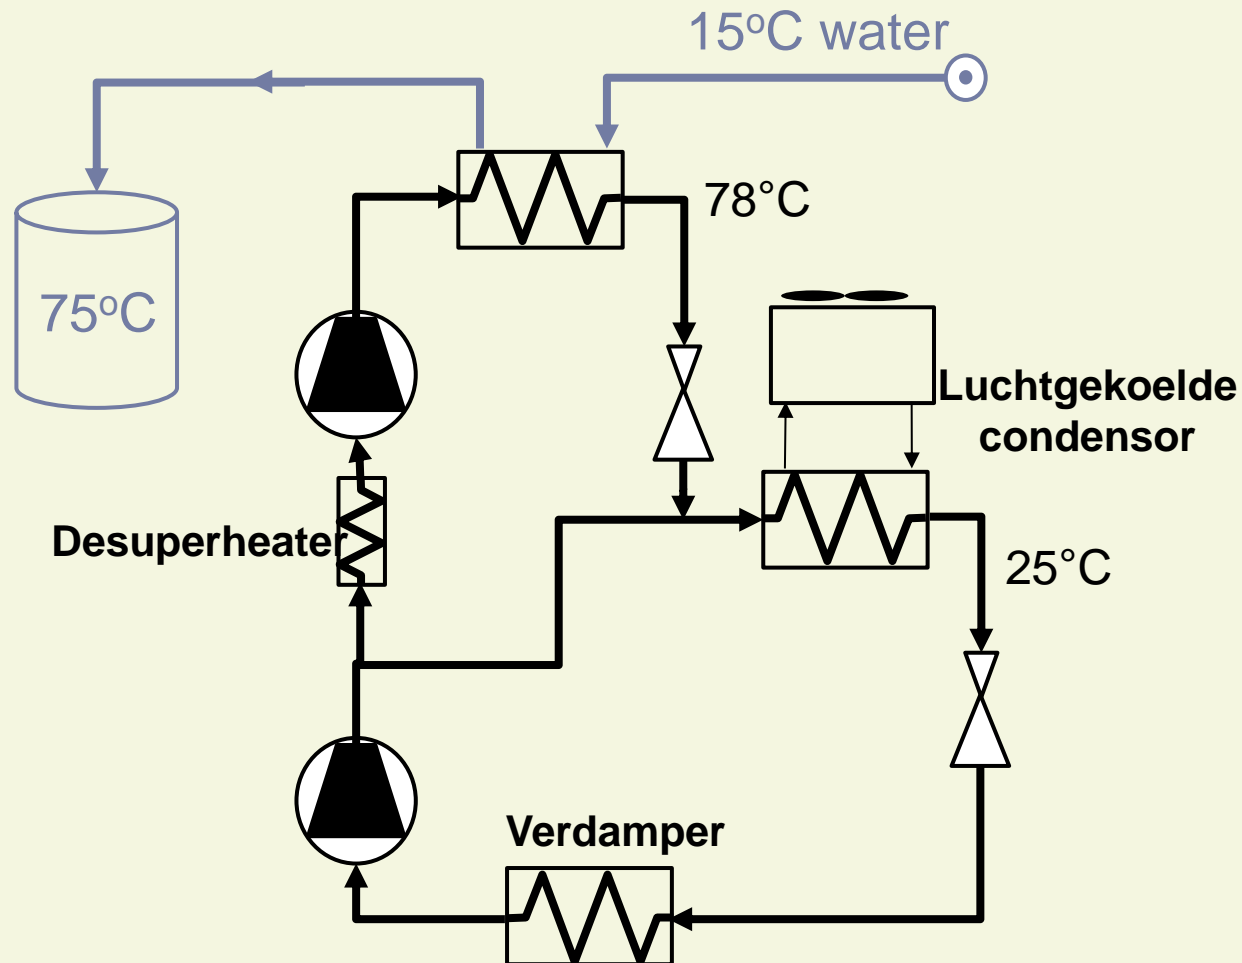 15°C water
78°C
75°C
Luchtgekoelde
condensor
Desuperheater
25°C
Verdamper